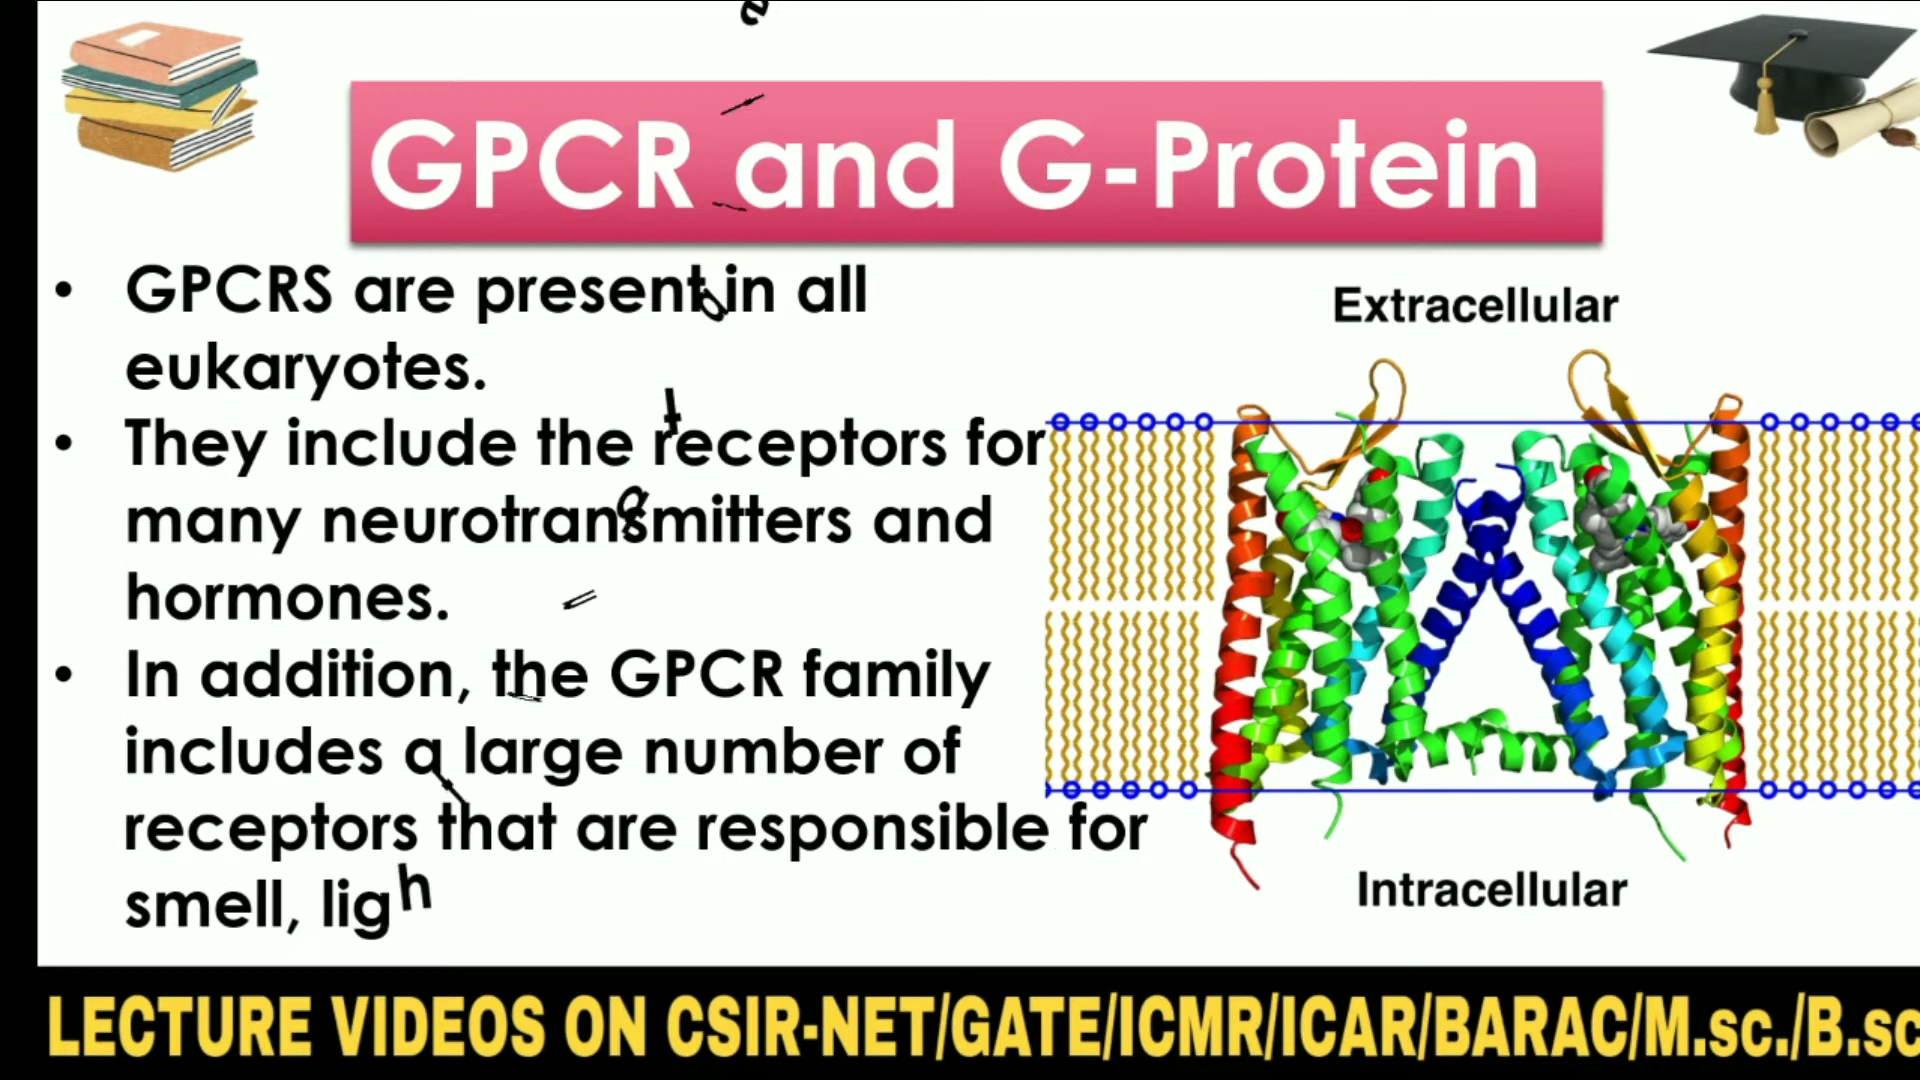 GPCR and G-Protein
• GPCRS are present in all
eukaryotes.
• They include the receptors for
many neurotransmitters and
hormones.
• In addition, the GPCR family
includes a large number of
receptors that are responsible for
smell, ligh
Extracellular
Intracellular
LECTURE VIDEOS ON CSIR-NET/GATE/ICMR/ICAR/BARAC/M.sc./B.sc